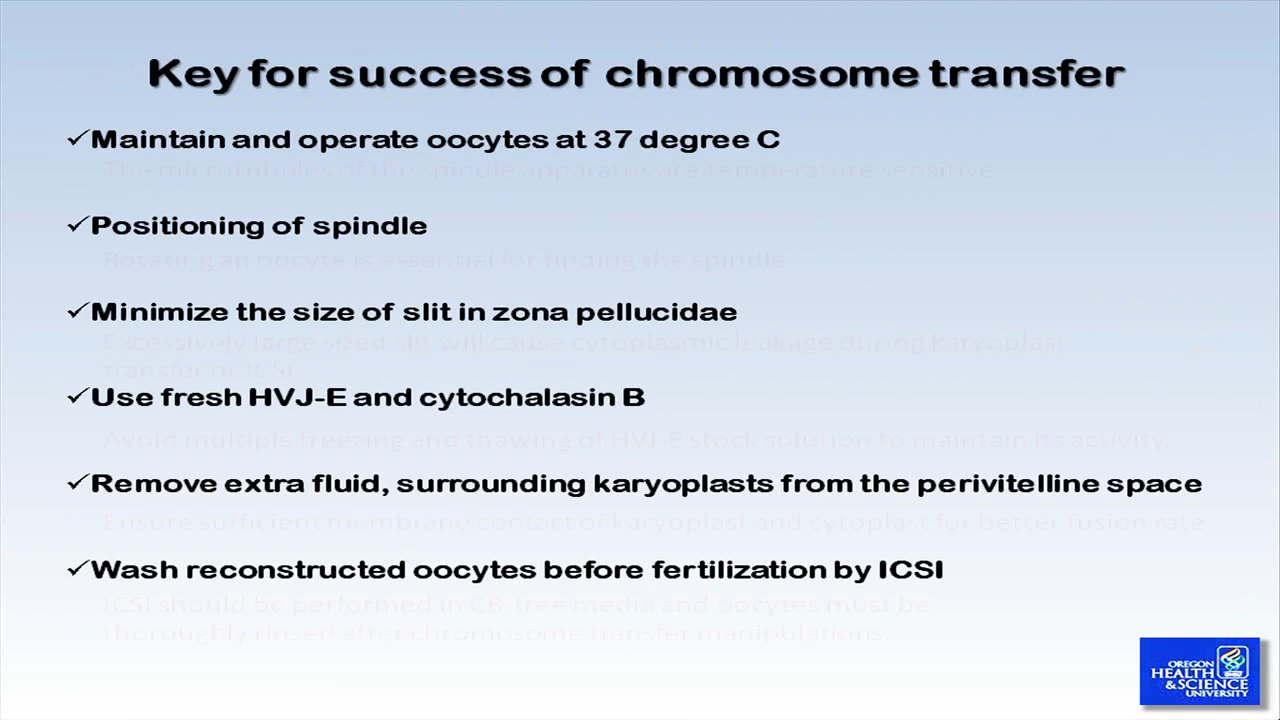 Key for success of chromosome transfer
✓Maintain and operate oocytes at 37 degree C
The microtubules of this spindle apparatus are temperature sensitive
✓Positioning of spindle
Rotating an oocyte is essential for finding the spindle
✓Minimize the size of slit in zona pellucidae
Excessively large sized slit will cause cytoplasmic leakage during karyoplast
transfer or ICSI.
✓Use fresh HVJ-E and cytochalasin B
Avoid multiple freezing and thawing of HVJ-E stock solution to maintain its activity.
✓Remove extra fluid, surrounding karyoplasts from the perivitelline space
Ensure sufficient membrane contact of karyoplast and cytoplast for better fusion rate
✓Wash reconstructed oocytes before fertilization by ICSI
ICSI should be performed in CB-free media and oocytes must be
thoroughly rinsed after chromosome transfer manipulations.
OREGON
HEALTH
&SCIENCE
UNIVERSITY